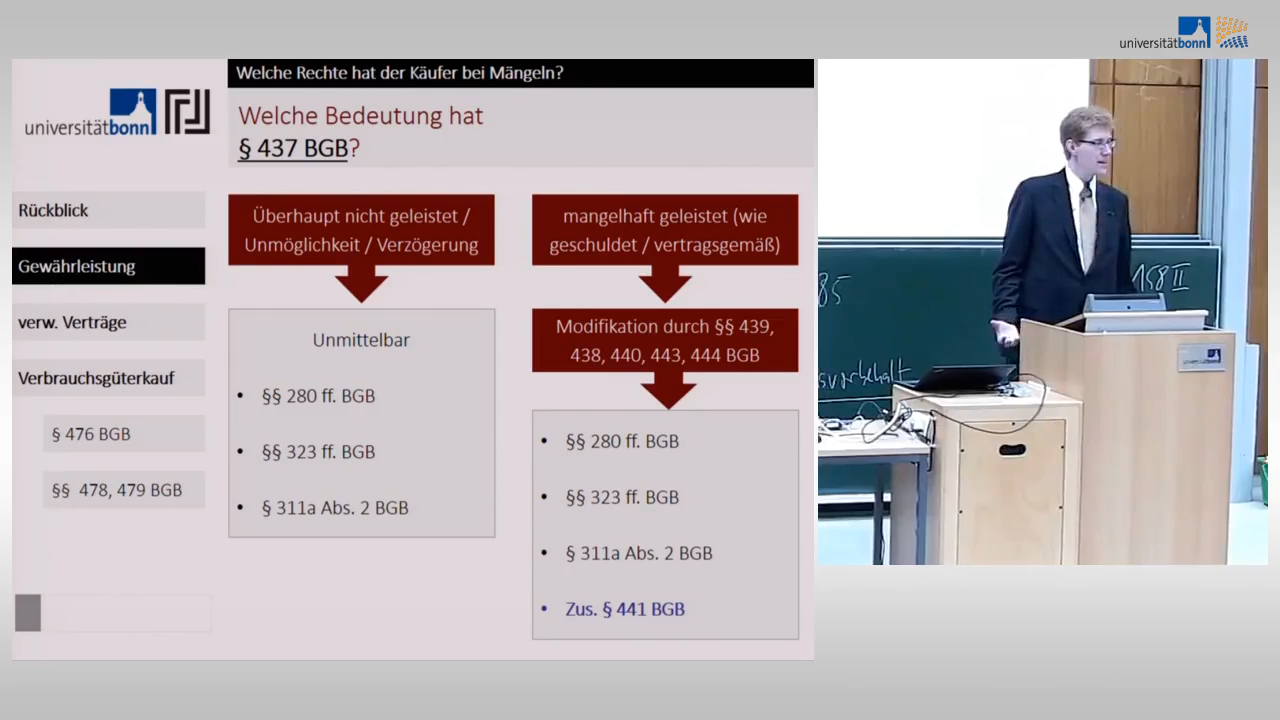 universitätbonn
Welche Rechte hat der Käufer bei Mängeln?
universitätbonn
Welche Bedeutung hat
§ 437 BGB?
Rückblick
Gewährleistung
verw. Verträge
Verbrauchsgüterkauf
§ 476 BGB
§§ 478, 479 BGB
Überhaupt nicht geleistet /
Unmöglichkeit / Verzögerung
Unmittelbar
• §§ 280 ff. BGB
• §§ 323 ff. BGB
• § 311a Abs. 2 BGB
mangelhaft geleistet (wie
geschuldet / vertragsgemäß)
Modifikation durch §§ 439,
438, 440, 443, 444 BGB
• §§ 280 ff. BGB
• §§ 323 ff. BGB
• § 311a Abs. 2 BGB
• Zus. § 441 BGB
158 II